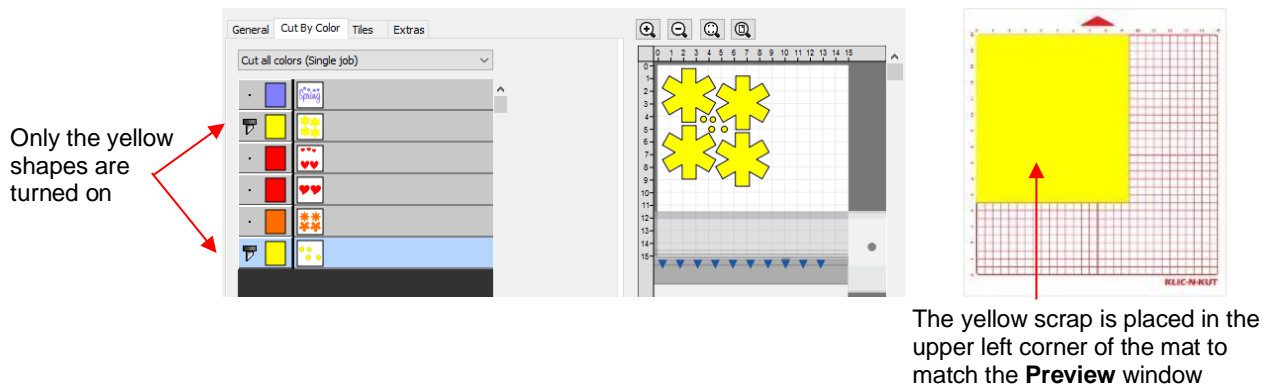 General Cut By Color Tiles Extras
Cut all colors (Single job)
Spring
Only the yellow
shapes are
turned on
0 1 2 3 4 5 6 7 8 9 10 11 12 13 14 15
0
1
2
3
4
5
6
7
8
9
10
11
12
13
14
15
KLIC-N-KUT
The yellow scrap is placed in the
upper left corner of the mat to
match the Preview window